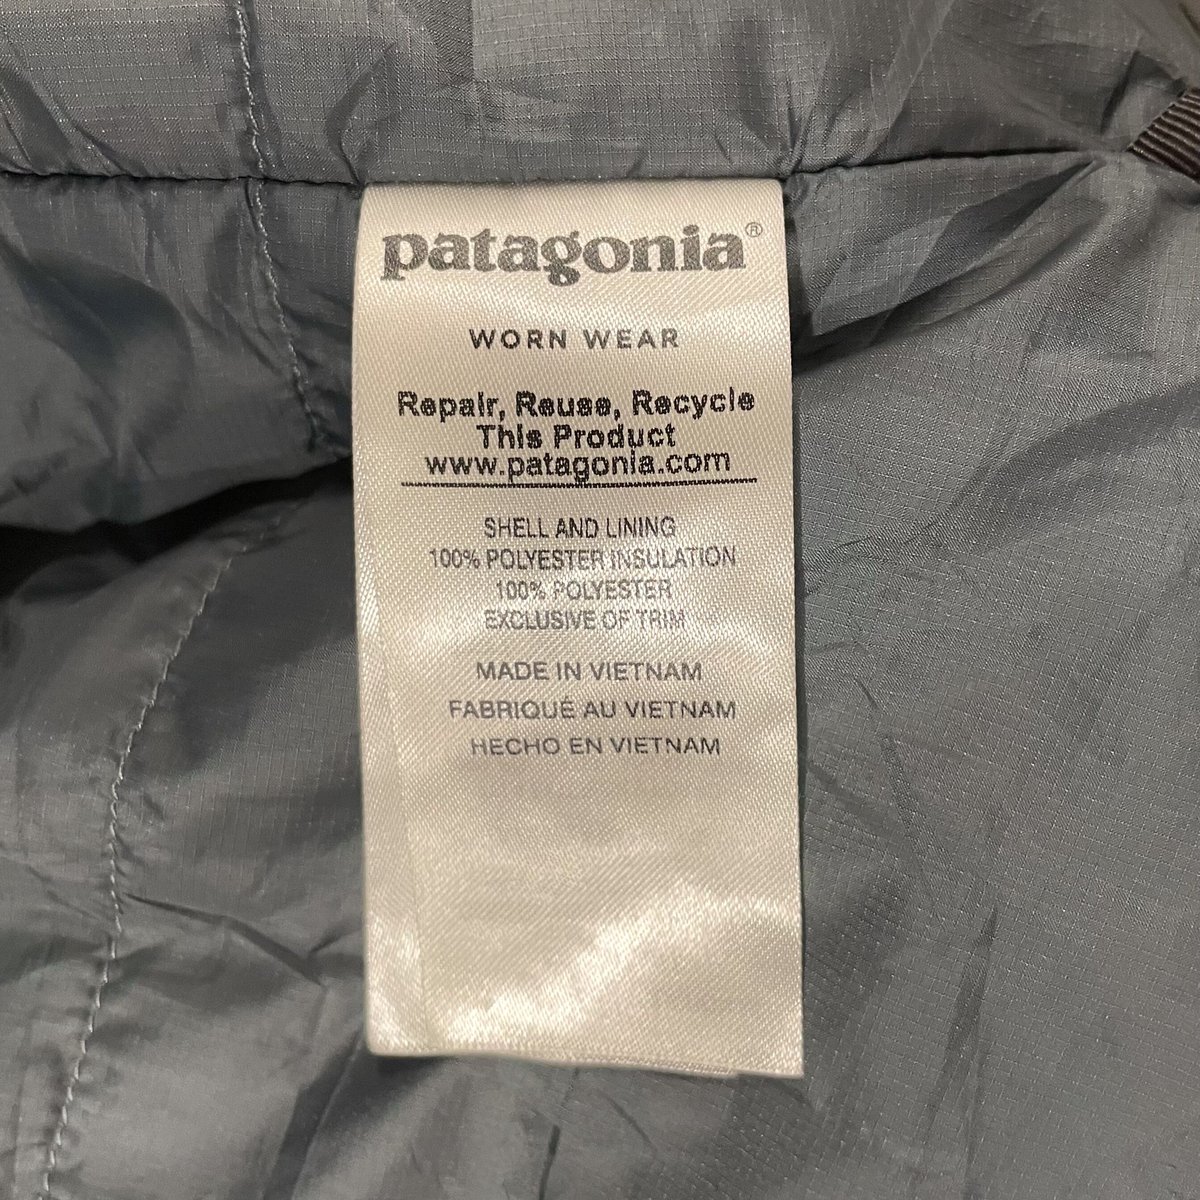 patagonia®
WORN WEAR
Repair, Reuse, Recycle
This Product
www.patagonia.com
SHELL AND LINING
100% POLYESTER INSULATION
100% POLYESTER
EXCLUSIVE OF TRIM
MADE IN VIETNAM
FABRIQUÉ AU VIETNAM
HECHO EN VIETNAM